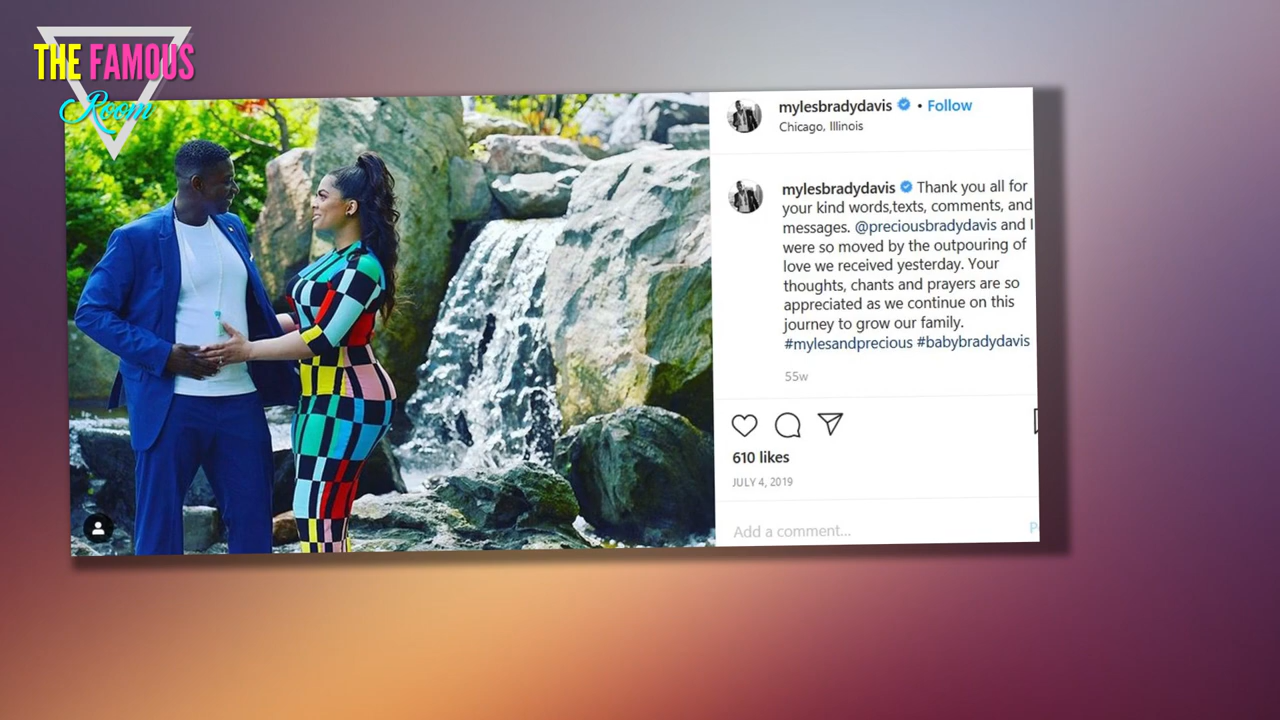 THE FAMOUS
Room
mylesbradydavis • Follow
Chicago, Illinois
mylesbradydavis Thank you all for
your kind words,texts, comments, and
messages. @preciousbradydavis and I
were so moved by the outpouring of
love we received yesterday. Your
thoughts, chants and prayers are so
appreciated as we continue on this
journey to grow our family.
#mylesandprecious #babybradydavis
55w
610 likes
JULY 4, 2019
Add a comment...